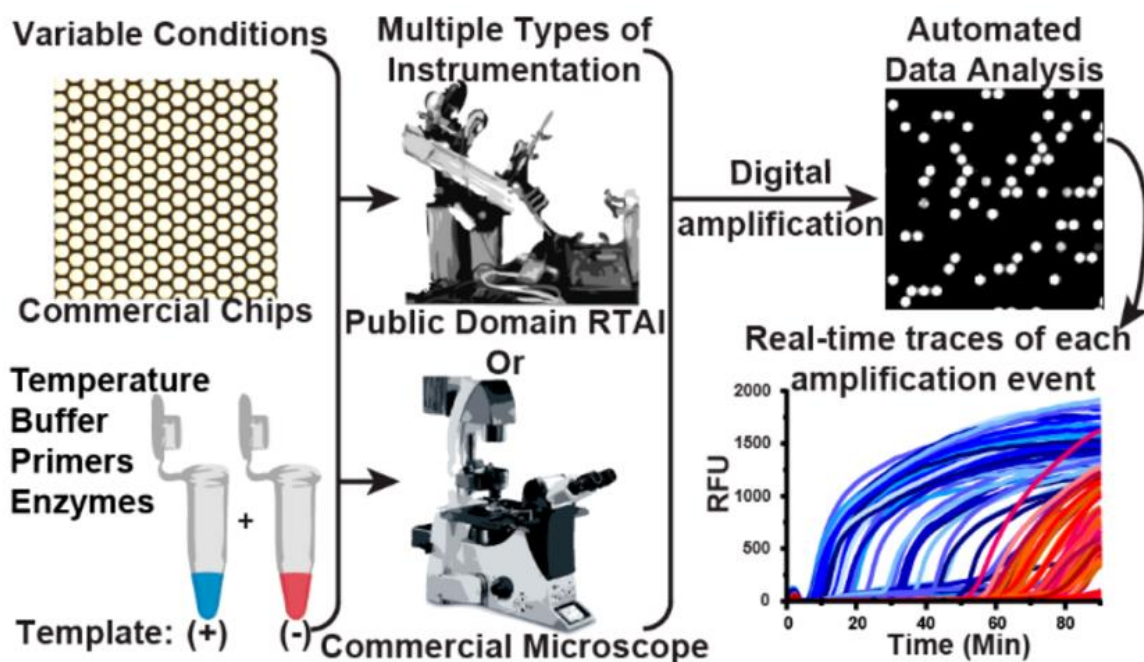 Variable Conditions
Commercial Chips
Temperature
Buffer
Primers
Enzymes
+
Template: (+) (-)
Multiple Types of
Instrumentation
Public Domain RTAI
Or
Commercial Microscope
Digital
amplification
Automated
Data Analysis
Real-time traces of each
amplification event
RFU
2000
1500
1000
500
0
0 20 40 60 80
Time (Min)